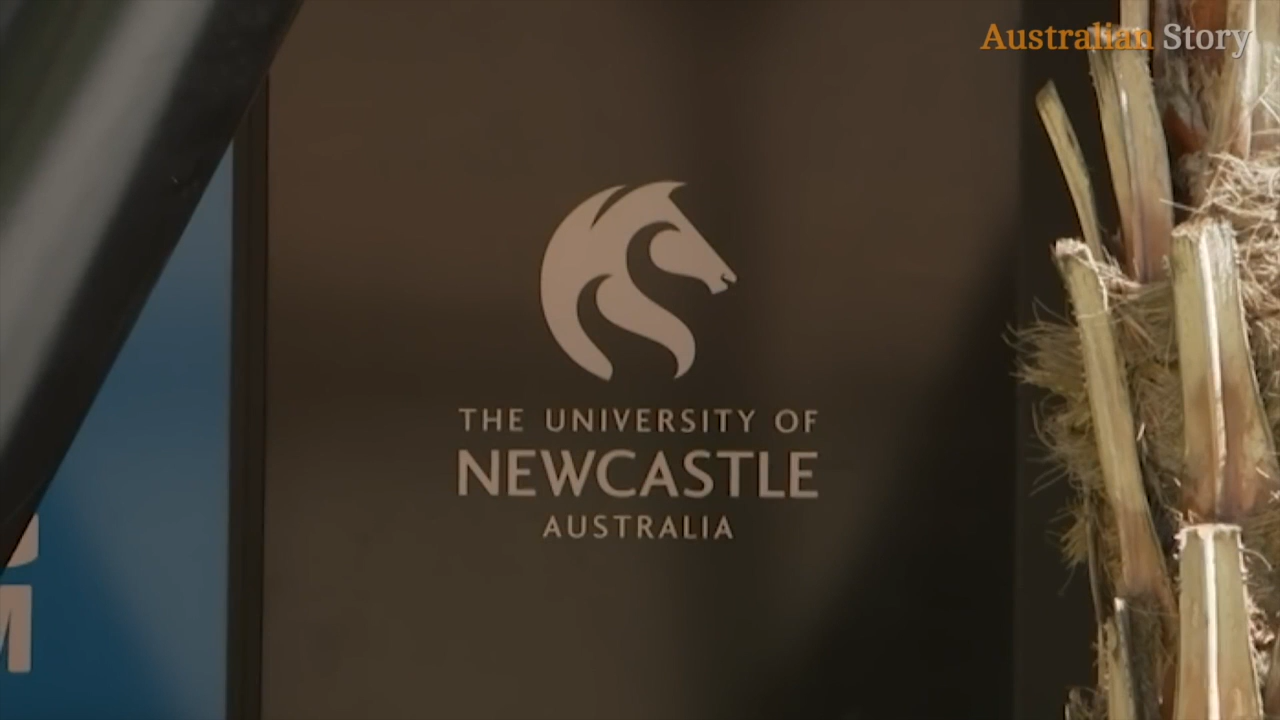 Australian Story
THE UNIVERSITY OF
NEWCASTLE
AUSTRALIA
M